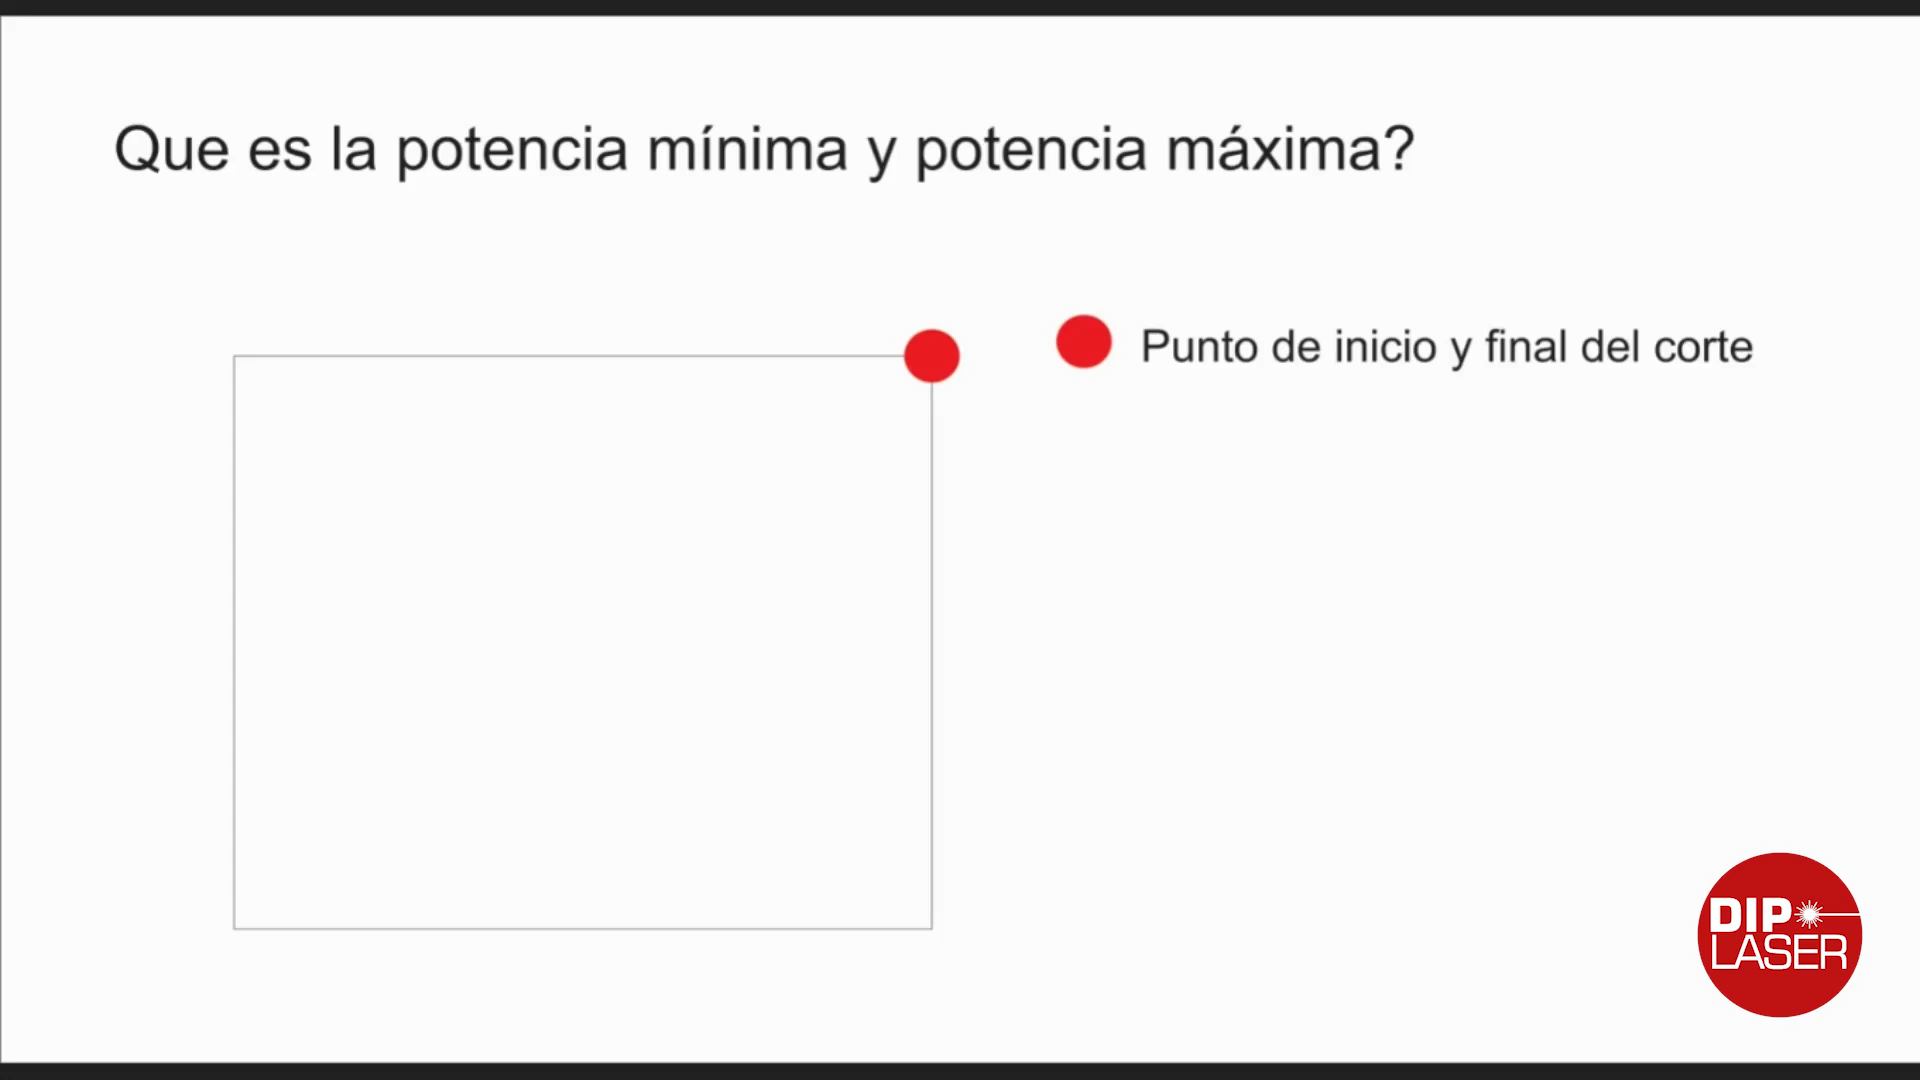 Que es la potencia mínima y potencia máxima?
Punto de inicio y final del corte
DIP
LASER